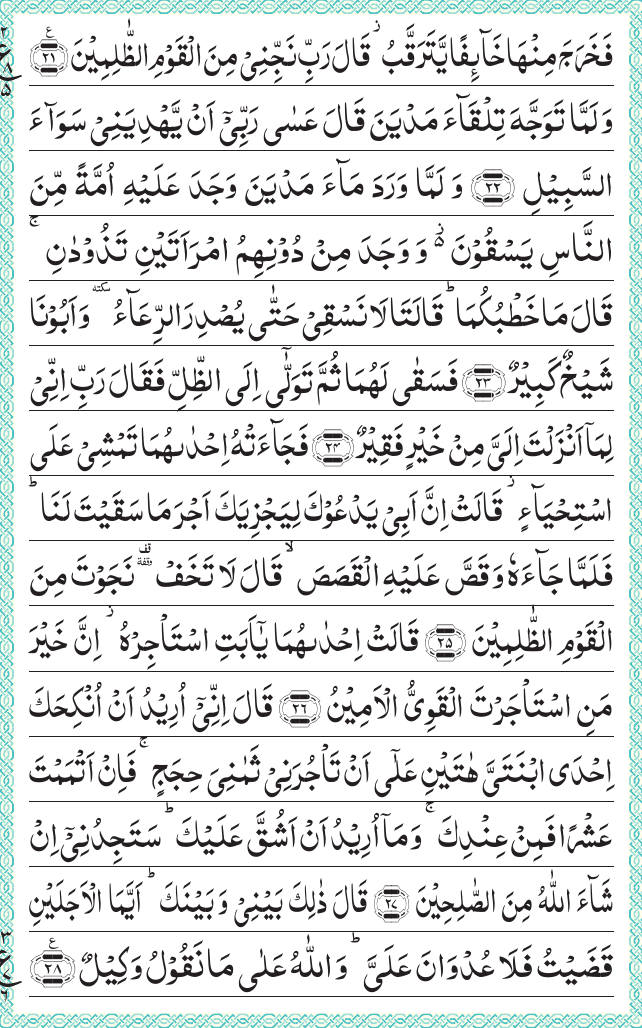 فَخَرَجَ مِنْهَا خَآىِٕفًا يَّتَرَقَّبُ ۫ قَالَ رَبِّ نَجِّنِيْ مِنَ الْقَوْمِ الظّٰلِمِيْنَ ۟﴿۲۱﴾
وَ لَمَّا تَوَجَّهَ تِلْقَآءَ مَدْيَنَ قَالَ عَسٰى رَبِّيْۤ اَنْ يَّهْدِيَنِيْ سَوَآءَ
السَّبِيْلِ ﴿۲۲﴾ وَ لَمَّا وَرَدَ مَآءَ مَدْيَنَ وَجَدَ عَلَيْهِ اُمَّةً مِّنَ
النَّاسِ يَسْقُوْنَ ۬۫ وَ وَجَدَ مِنْ دُوْنِهِمُ امْرَاَتَيْنِ تَذُوْدٰنِ ۚ
قَالَ مَا خَطْبُكُمَا ؕ قَالَتَا لَا نَسْقِيْ حَتّٰى يُصْدِرَ الرِّعَآءُ ٚ وَ اَبُوْنَا
شَيْخٌ كَبِيْرٌ ﴿۲۳﴾ فَسَقٰى لَهُمَا ثُمَّ تَوَلّٰۤى اِلَى الظِّلِّ فَقَالَ رَبِّ اِنِّيْ
لِمَاۤ اَنْزَلْتَ اِلَيَّ مِنْ خَيْرٍ فَقِيْرٌ ﴿۲۴﴾ فَجَآءَتْهُ اِحْدٰىهُمَا تَمْشِيْ عَلَى
اسْتِحْيَآءٍ ۫ قَالَتْ اِنَّ اَبِيْ يَدْعُوْكَ لِيَجْزِيَكَ اَجْرَ مَا سَقَيْتَ لَنَا ؕ
فَلَمَّا جَآءَهٗ وَ قَصَّ عَلَيْهِ الْقَصَصَ ۙ قَالَ لَا تَخَفْ ۥ۫ نَجَوْتَ مِنَ
الْقَوْمِ الظّٰلِمِيْنَ ﴿۲۵﴾ قَالَتْ اِحْدٰىهُمَا يٰۤاَبَتِ اسْتَاْجِرْهُ ۫ اِنَّ خَيْرَ
مَنِ اسْتَاْجَرْتَ الْقَوِيُّ الْاَمِيْنُ ﴿۲۶﴾ قَالَ اِنِّيْۤ اُرِيْدُ اَنْ اُنْكِحَكَ
اِحْدَى ابْنَتَيَّ هٰتَيْنِ عَلٰۤى اَنْ تَاْجُرَنِيْ ثَمٰنِيَ حِجَجٍ ۚ فَاِنْ اَتْمَمْتَ
عَشْرًا فَمِنْ عِنْدِكَ ۚ وَ مَاۤ اُرِيْدُ اَنْ اَشُقَّ عَلَيْكَ ؕ سَتَجِدُنِيْۤ اِنْ
شَآءَ اللّٰهُ مِنَ الصّٰلِحِيْنَ ﴿۲۷﴾ قَالَ ذٰلِكَ بَيْنِيْ وَ بَيْنَكَ ؕ اَيَّمَا الْاَجَلَيْنِ
قَضَيْتُ فَلَا عُدْوَانَ عَلَيَّ ؕ وَ اللّٰهُ عَلٰى مَا نَقُوْلُ وَكِيْلٌ ﴿۲۸﴾